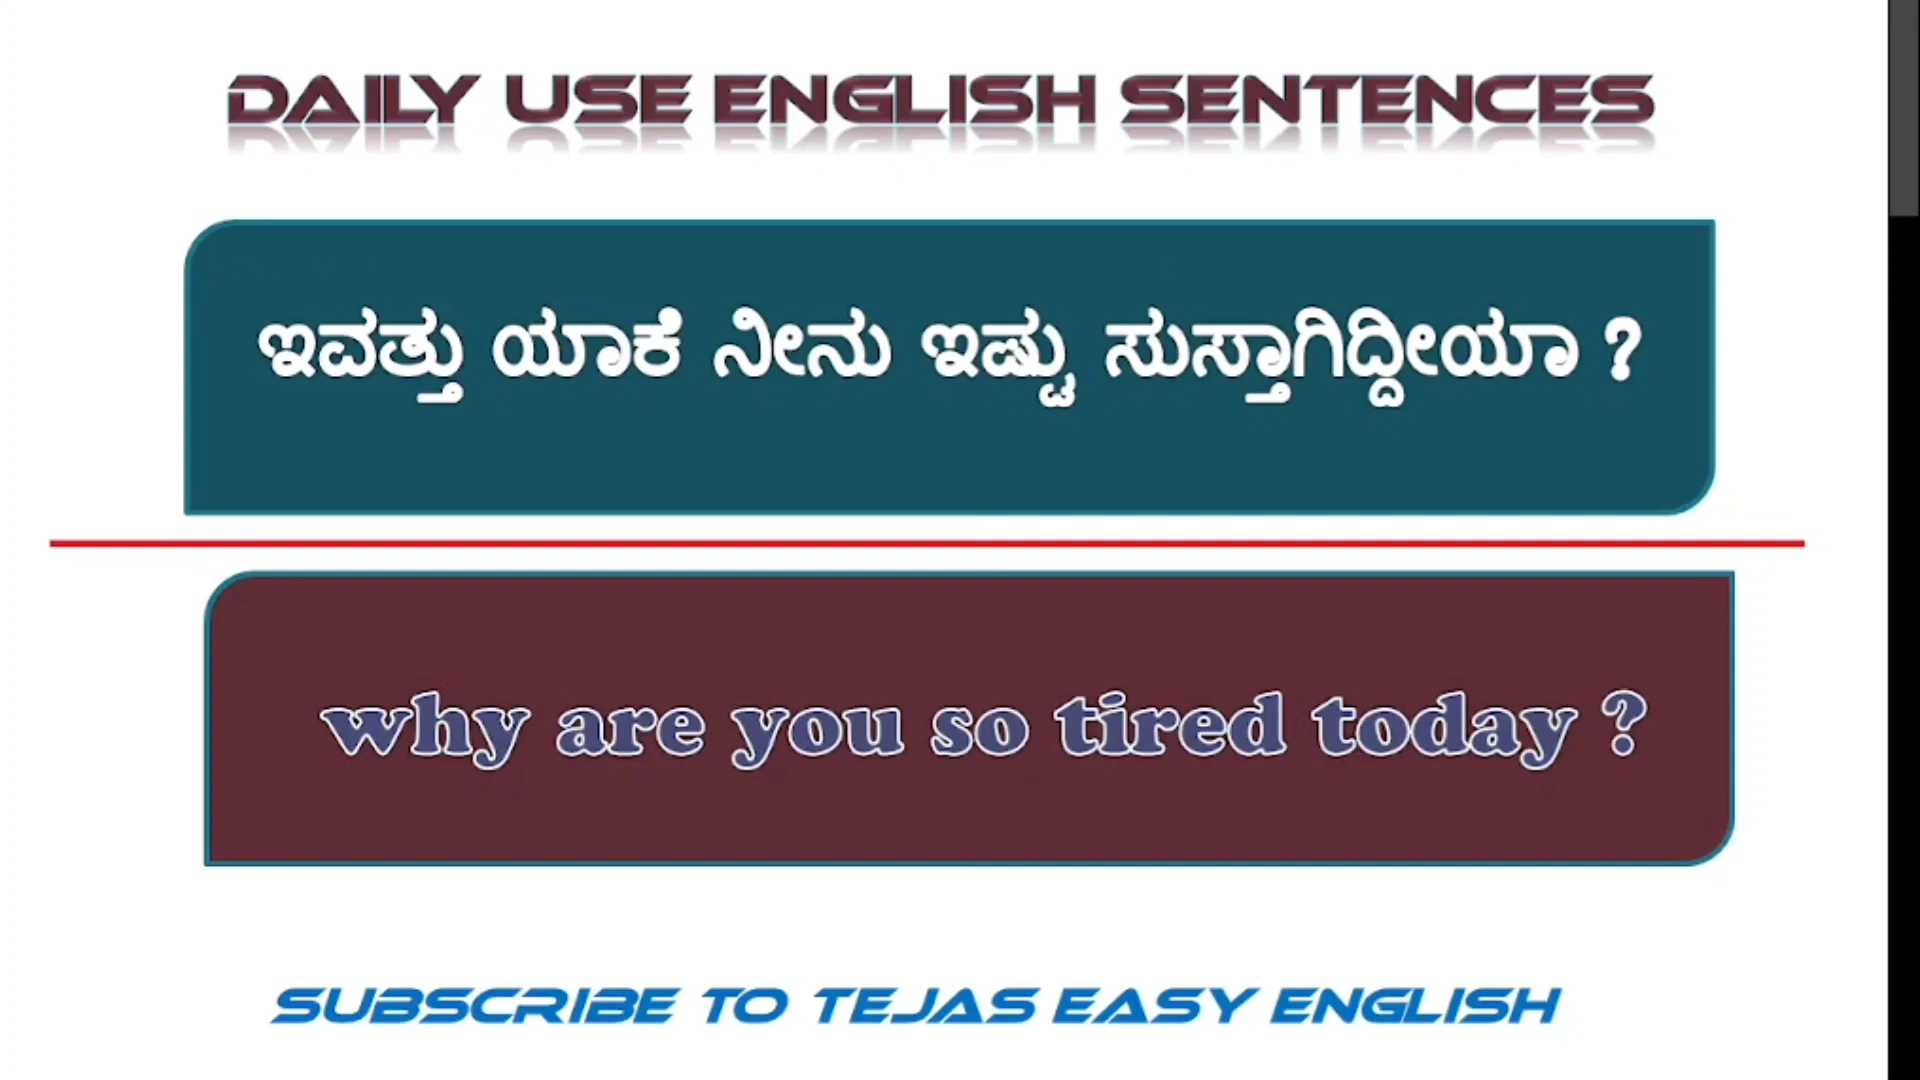 DAILY USE ENGLISH SENTENCES
ಇವತ್ತು ಯಾಕೆ ನೀನು ಇಷ್ಟು ಸುಸ್ತಾಗಿದ್ದೀಯಾ ?
why are you so tired today ?
SUBSCRIBE TO TEJAS EASY ENGLISH